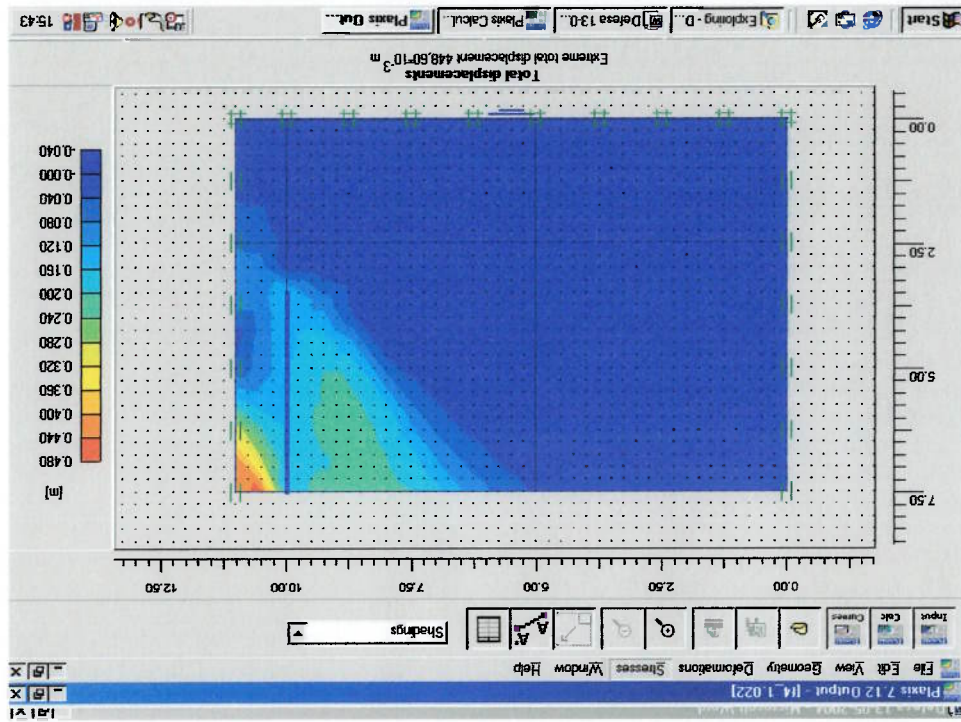 Plaxis 7.12 Output - [f4_1.022]
File Edit View Geometry Deformations Stresses Window Help
Input Calc Curves A A* Shadings
0.00 2.50 5.00 7.50 10.00 12.50
[m]
7.50
5.00
2.50
0.00
0.480
0.440
0.400
0.360
0.320
0.280
0.240
0.200
0.160
0.120
0.080
0.040
-0.000
-0.040
Total displacements
Extreme total displacement 448,60*10-3 m
Start Exploring - D... Defesa 13-0... Plaxis Calcul... Plaxis Out... 15:43